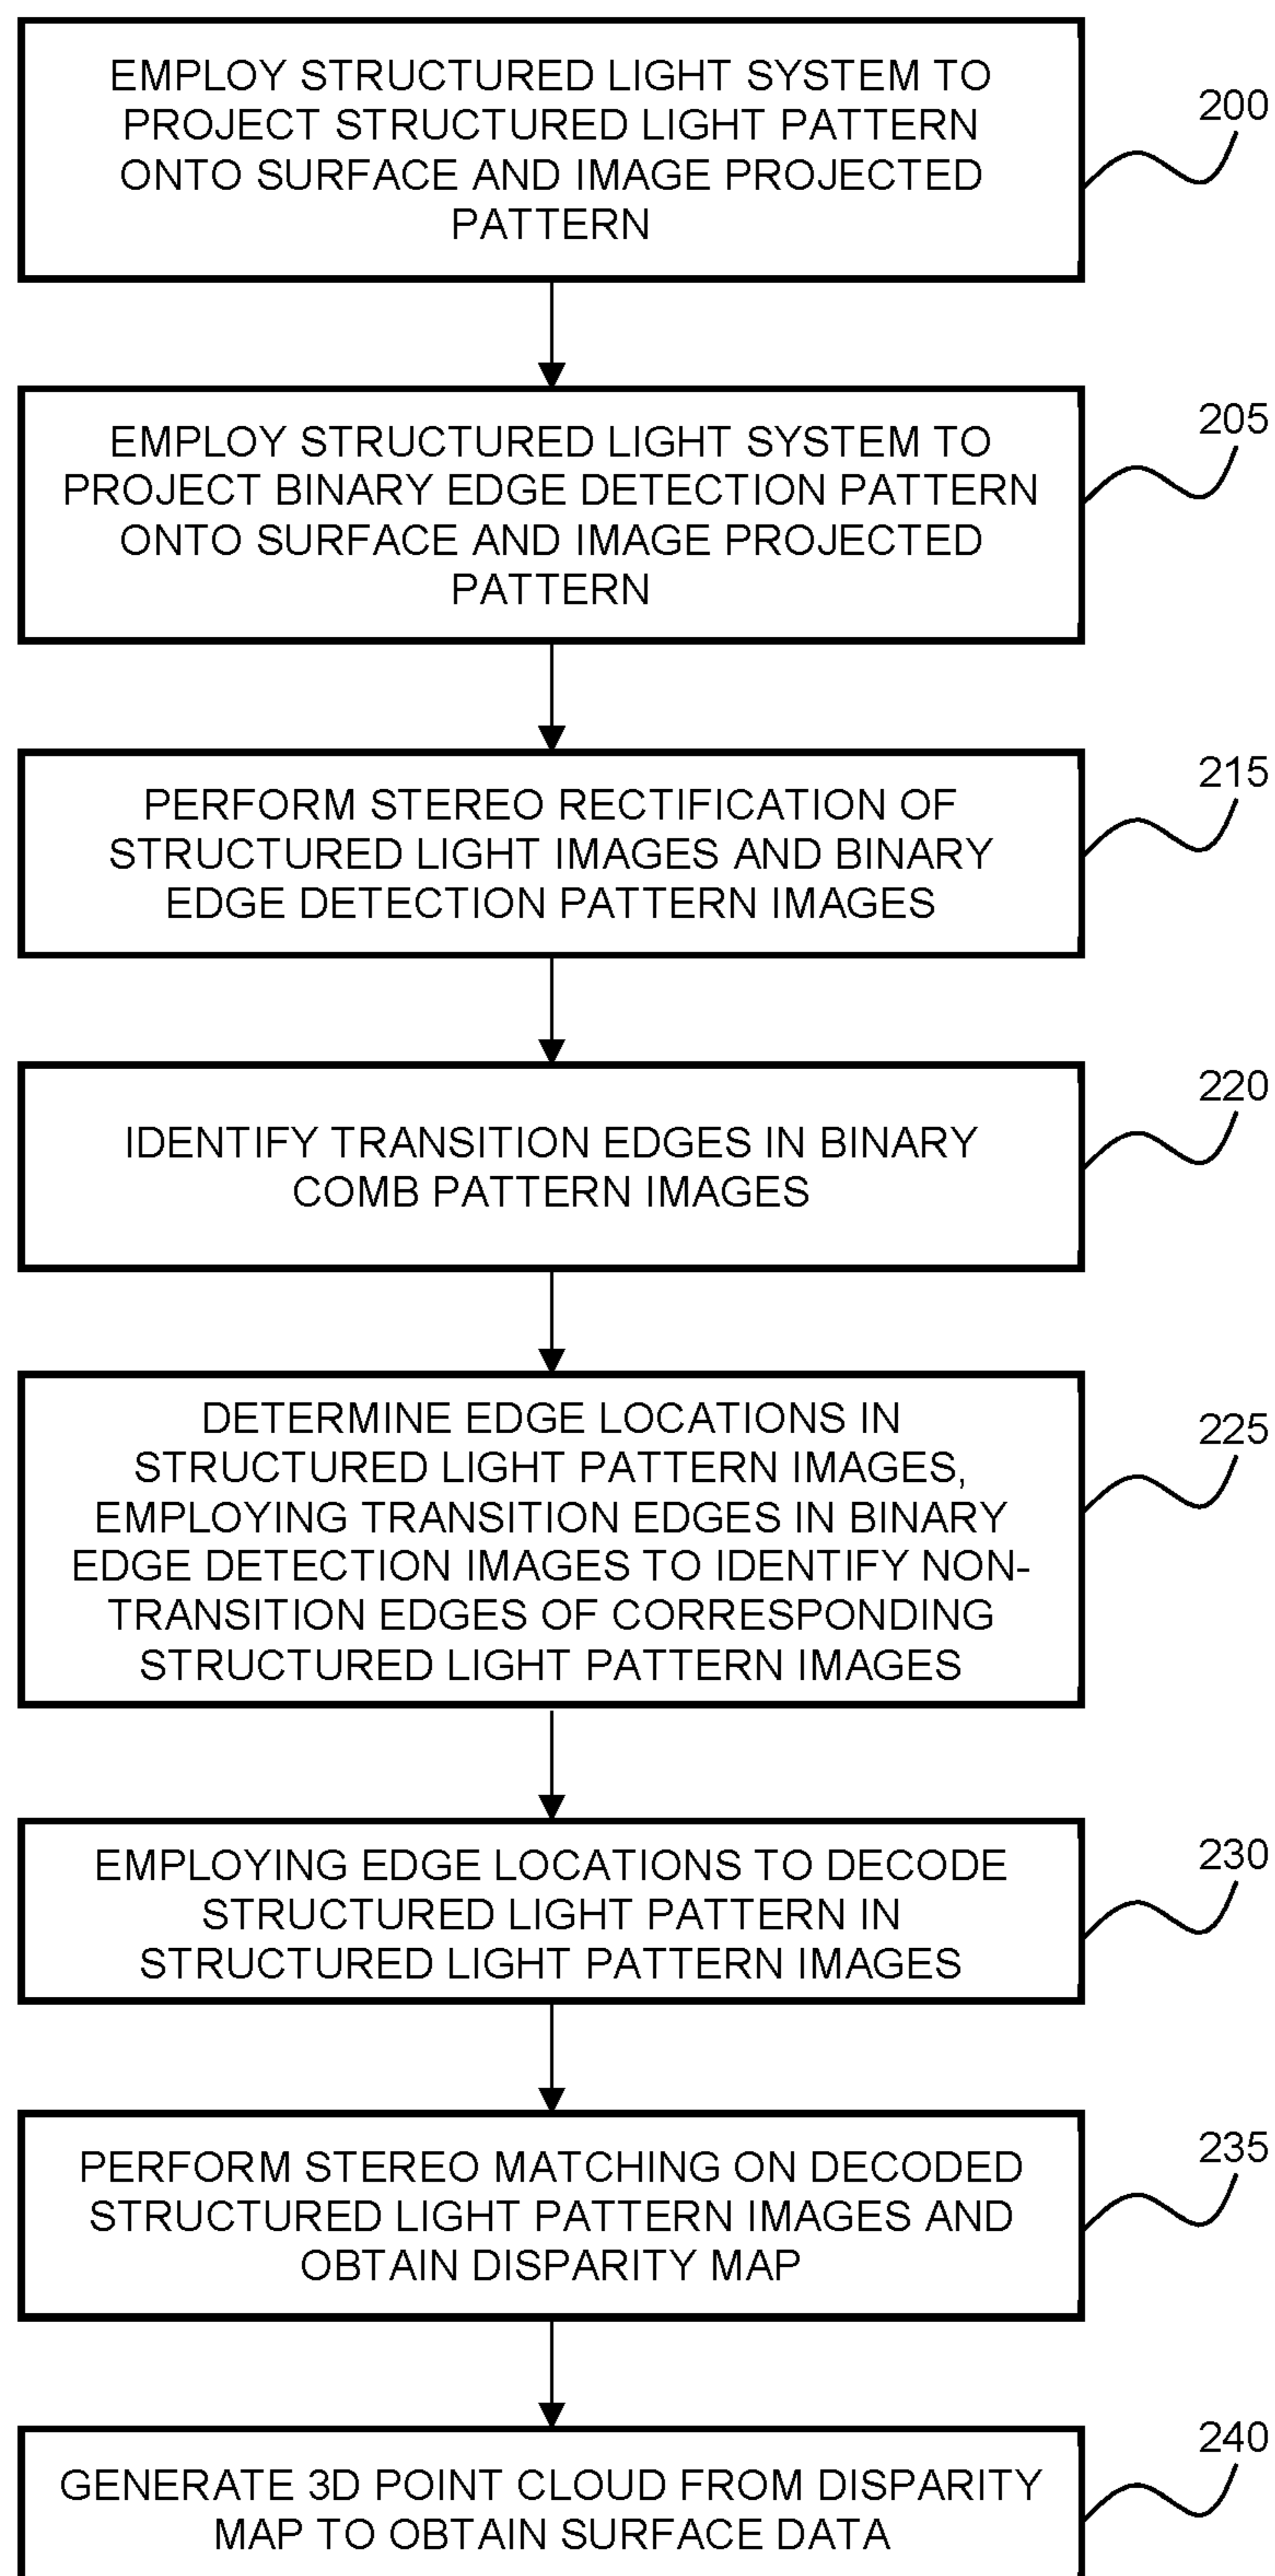 EMPLOY STRUCTURED LIGHT SYSTEM TO
PROJECT STRUCTURED LIGHT PATTERN
ONTO SURFACE AND IMAGE PROJECTED
PATTERN
200
EMPLOY STRUCTURED LIGHT SYSTEM TO
PROJECT BINARY EDGE DETECTION PATTERN
ONTO SURFACE AND IMAGE PROJECTED
PATTERN
205
PERFORM STEREO RECTIFICATION OF
STRUCTURED LIGHT IMAGES AND BINARY
EDGE DETECTION PATTERN IMAGES
215
IDENTIFY TRANSITION EDGES IN BINARY
COMB PATTERN IMAGES
220
DETERMINE EDGE LOCATIONS IN
STRUCTURED LIGHT PATTERN IMAGES,
EMPLOYING TRANSITION EDGES IN BINARY
EDGE DETECTION IMAGES TO IDENTIFY NON-
TRANSITION EDGES OF CORRESPONDING
STRUCTURED LIGHT PATTERN IMAGES
225
EMPLOYING EDGE LOCATIONS TO DECODE
STRUCTURED LIGHT PATTERN IN
STRUCTURED LIGHT PATTERN IMAGES
230
PERFORM STEREO MATCHING ON DECODED
STRUCTURED LIGHT PATTERN IMAGES AND
OBTAIN DISPARITY MAP
235
GENERATE 3D POINT CLOUD FROM DISPARITY
MAP TO OBTAIN SURFACE DATA
240